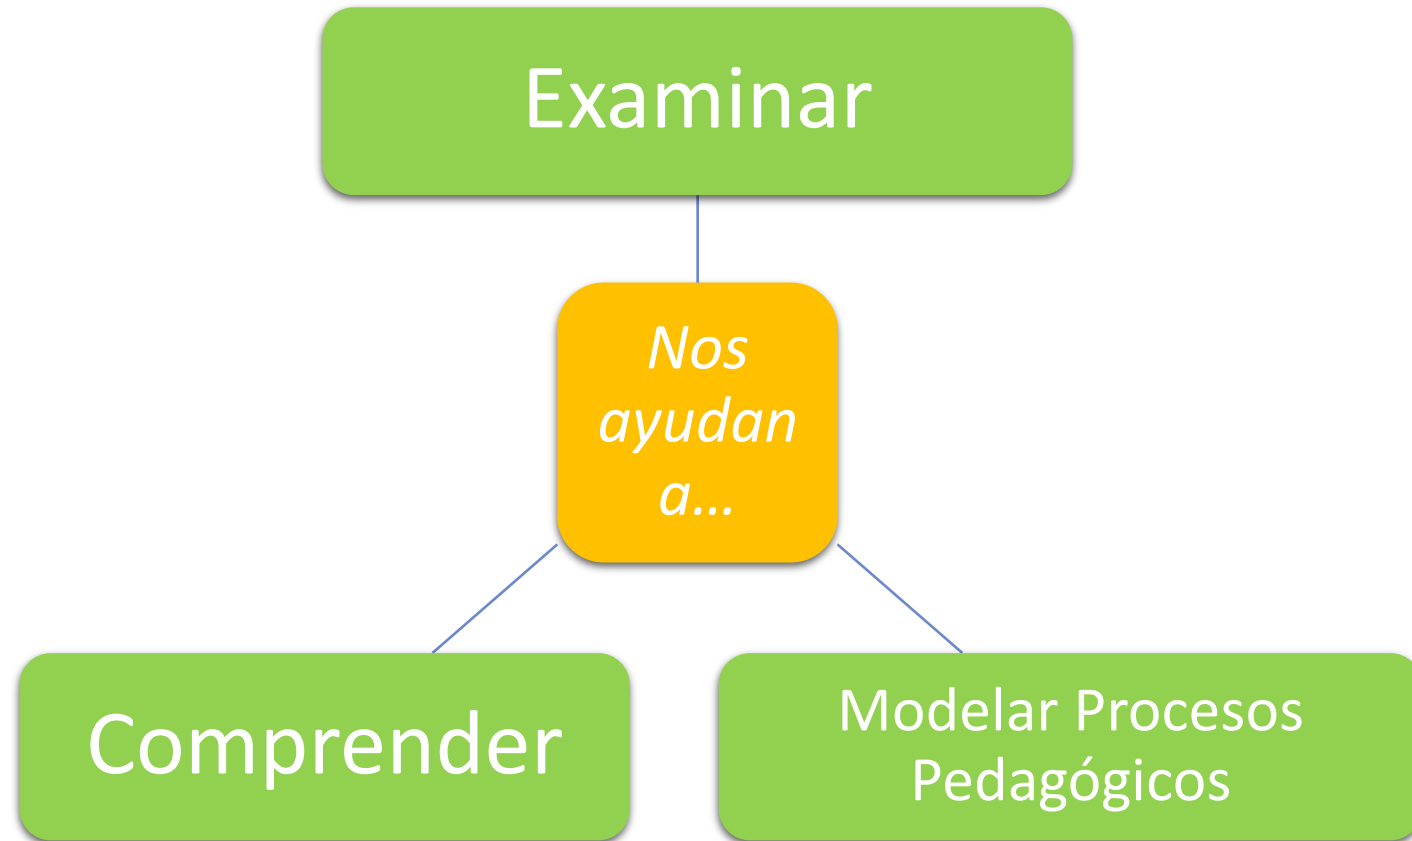 Examinar
Nos
ayudan
a...
Comprender
Modelar Procesos
Pedagógicos